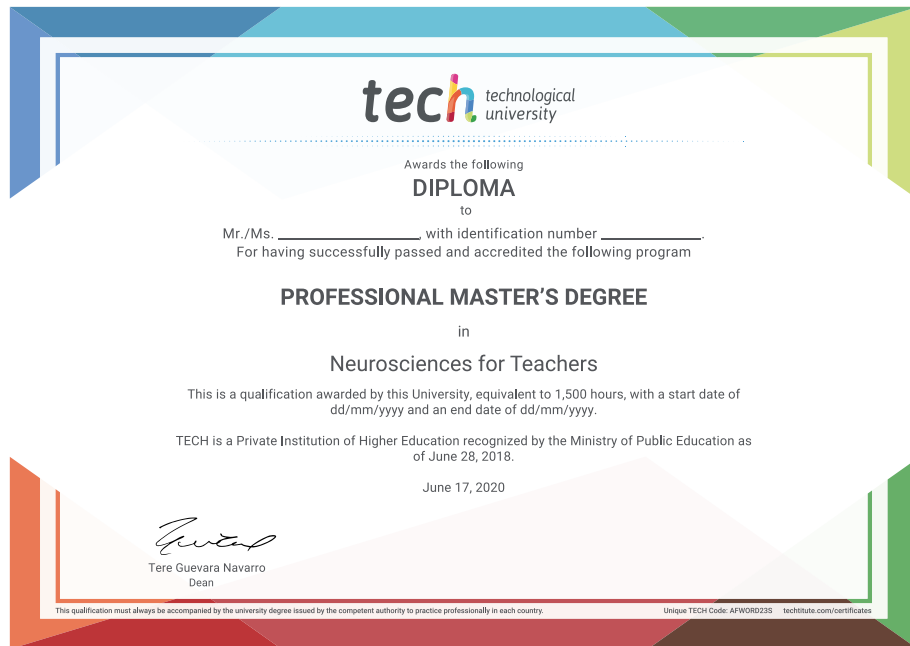 tech technological
university
Awards the following
DIPLOMA
to
Mr./Ms. ____________________, with identification number ______________.
For having successfully passed and accredited the following program
PROFESSIONAL MASTER'S DEGREE
in
Neurosciences for Teachers
This is a qualification awarded by this University, equivalent to 1,500 hours, with a start date of
dd/mm/yyyy and an end date of dd/mm/yyyy.
TECH is a Private Institution of Higher Education recognized by the Ministry of Public Education as
of June 28, 2018.
June 17, 2020
Tere Guevara Navarro
Dean
This qualification must always be accompanied by the university degree issued by the competent authority to practice professionally in each country.
Unique TECH Code: AFWORD23S techtitute.com/certificates